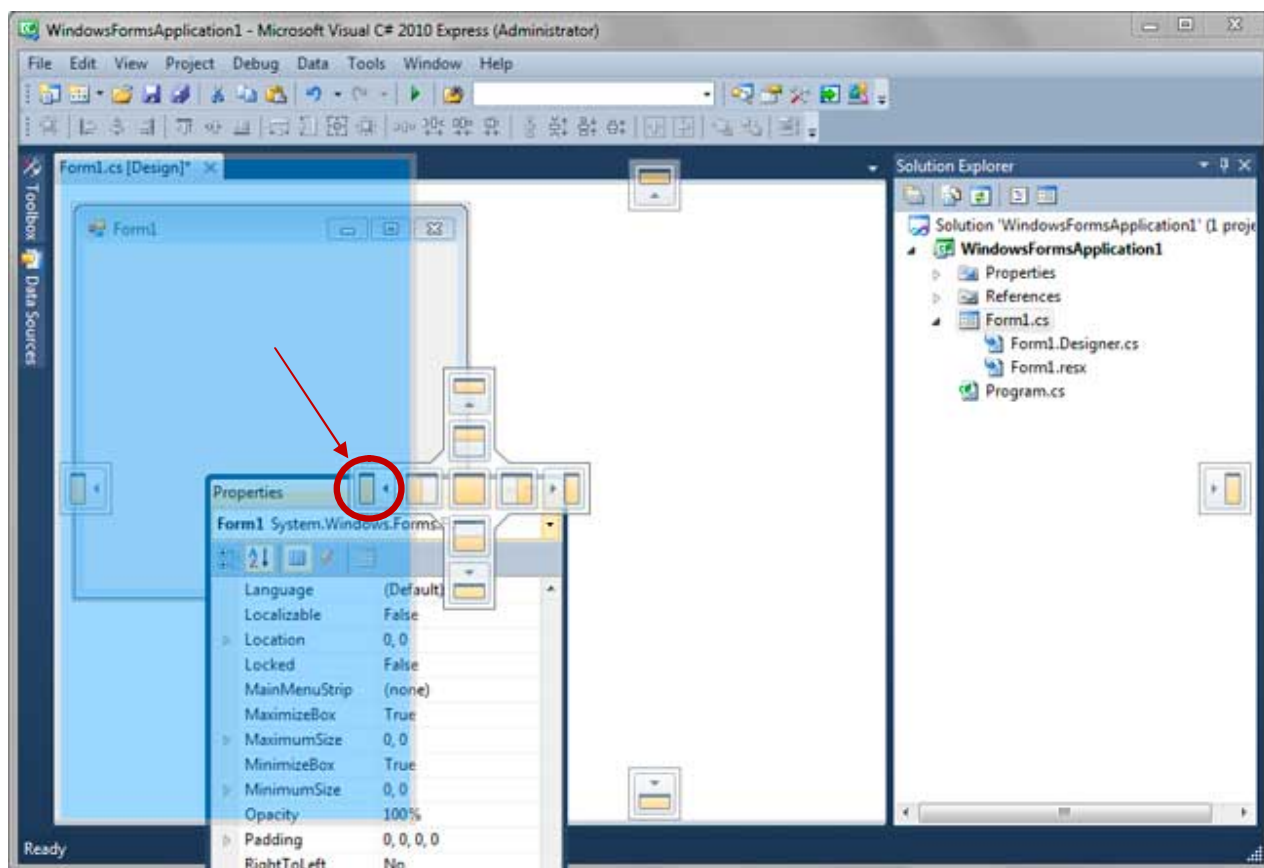 WindowsFormsApplication1 - Microsoft Visual C# 2010 Express (Administrator)
File Edit View Project Debug Data Tools Window Help
Toolbox
Data Sources
Form1.cs [Design]*
Form1
Properties
Form1 System.Windows.Forms.
Language (Default)
Localizable False
Location 0, 0
Locked False
MainMenuStrip (none)
MaximizeBox True
MaximumSize 0, 0
MinimizeBox True
MinimumSize 0, 0
Opacity 100%
Padding 0, 0, 0, 0
RightToLeft No
Solution Explorer
Solution 'WindowsFormsApplication1' (1 proje
WindowsFormsApplication1
Properties
References
Form1.cs
Form1.Designer.cs
Form1.resx
Program.cs
Ready